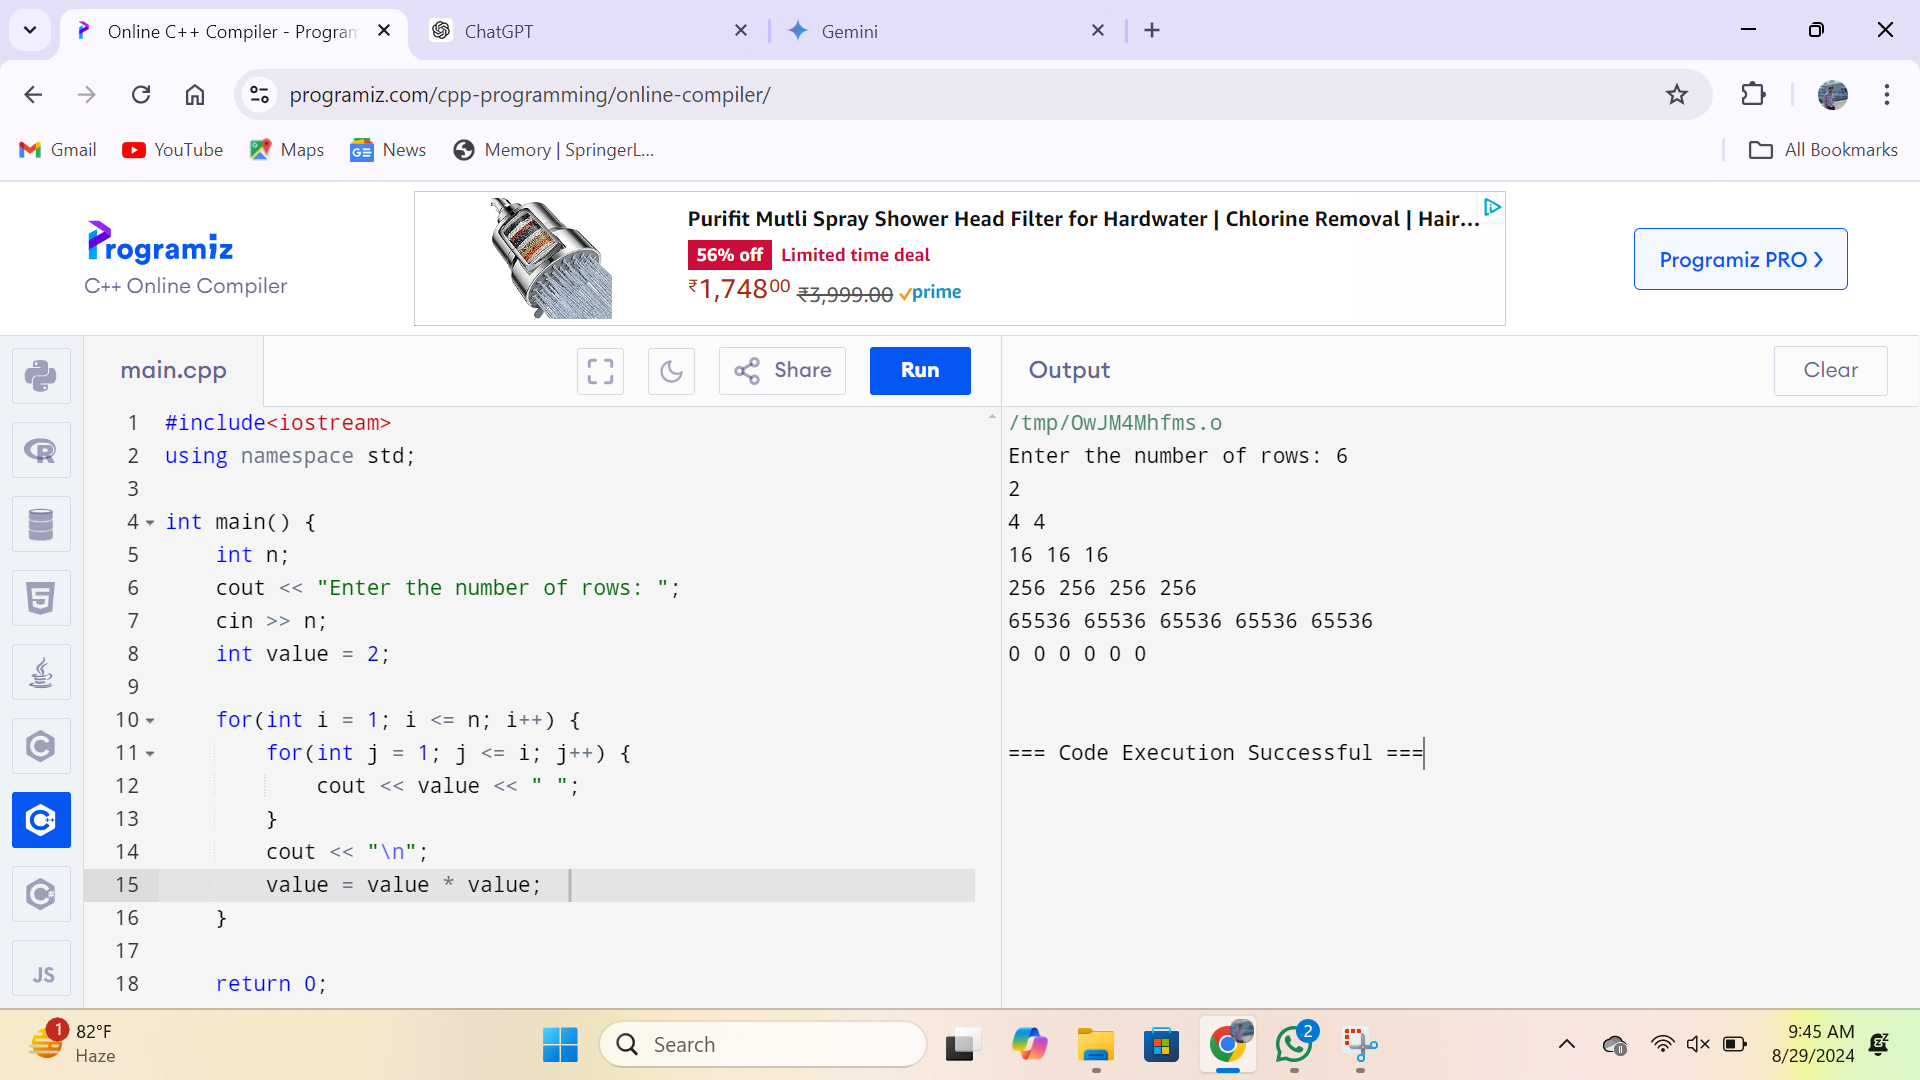 Online C++ Compiler - Program
ChatGPT
Gemini
programiz.com/cpp-programming/online-compiler/
Gmail
YouTube
Maps
News
Memory | SpringerL...
All Bookmarks
Programiz
C++ Online Compiler
Purifit Mutli Spray Shower Head Filter for Hardwater | Chlorine Removal | Hair...
56% off Limited time deal
₹1,74800 ₹3,999.00 prime
Programiz PRO ›
main.cpp
Share
Run
Output
Clear
1 #include<iostream>
2 using namespace std;
3
4 int main() {
5     int n;
6     cout << "Enter the number of rows: ";
7     cin >> n;
8     int value = 2;
9
10     for(int i = 1; i <= n; i++) {
11         for(int j = 1; j <= i; j++) {
12             cout << value << " ";
13         }
14         cout << "\n";
15         value = value * value;
16     }
17
18     return 0;
/tmp/OwJM4Mhfms.o
Enter the number of rows: 6
2
4 4
16 16 16
256 256 256 256
65536 65536 65536 65536 65536
0 0 0 0 0 0
=== Code Execution Successful ===
R
5
C
C++
C#
JS
1
82°F
Haze
Search
2
9:45 AM
8/29/2024